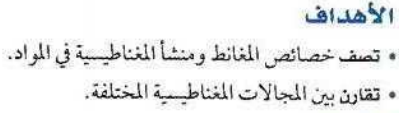 الأهداف
• تصف خصائص المغانط ومنشأ المغناطيسية في المواد.
• تقارن بين المجالات المغناطيسية المختلفة.